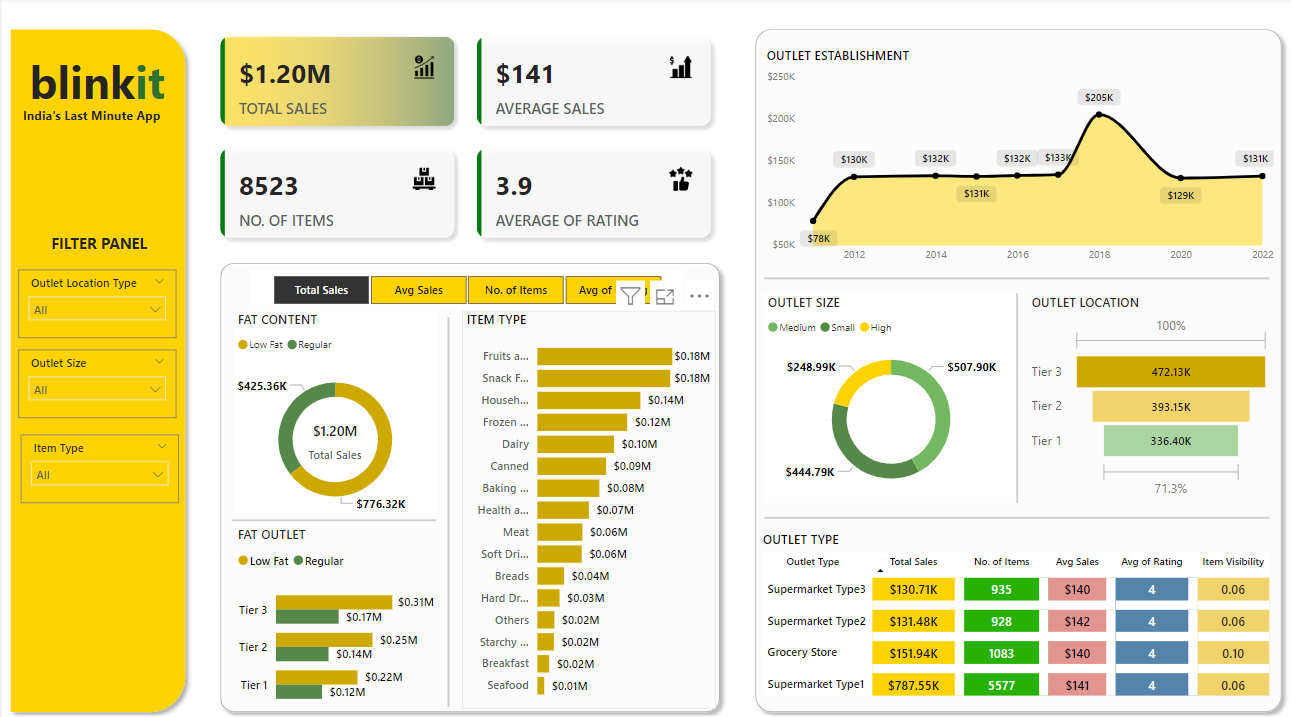 blinkit
India's Last Minute App
FILTER PANEL
Outlet Location Type
All
Outlet Size
All
Item Type
All
$1.20M
TOTAL SALES
$141
AVERAGE SALES
8523
NO. OF ITEMS
3.9
AVERAGE OF RATING
Total Sales
Avg Sales
No. of Items
Avg of
FAT CONTENT
Low Fat Regular
$425.36K
$1.20M
Total Sales
$776.32K
FAT OUTLET
Low Fat Regular
Tier 3 $0.31M
$0.17M
Tier 2 $0.25M
$0.14M
Tier 1 $0.22M
$0.12M
ITEM TYPE
Fruits a... $0.18M
Snack F... $0.18M
Househ... $0.14M
Frozen ... $0.12M
Dairy $0.10M
Canned $0.09M
Baking ... $0.08M
Health a... $0.07M
Meat $0.06M
Soft Dri... $0.06M
Breads $0.04M
Hard Dr... $0.03M
Others $0.02M
Starchy ... $0.02M
Breakfast $0.02M
Seafood $0.01M
OUTLET ESTABLISHMENT
$250K
$200K
$150K
$100K
$50K
$78K
$130K
$132K
$131K
$132K
$133K
$205K
$129K
$131K
2012 2014 2016 2018 2020 2022
OUTLET SIZE
Medium Small High
$248.99K
$507.90K
$444.79K
OUTLET LOCATION
100%
Tier 3 472.13K
Tier 2 393.15K
Tier 1 336.40K
71.3%
OUTLET TYPE
Outlet Type Total Sales No. of Items Avg Sales Avg of Rating Item Visibility
Supermarket Type3 $130.71K 935 $140 4 0.06
Supermarket Type2 $131.48K 928 $142 4 0.06
Grocery Store $151.94K 1083 $140 4 0.10
Supermarket Type1 $787.55K 5577 $141 4 0.06